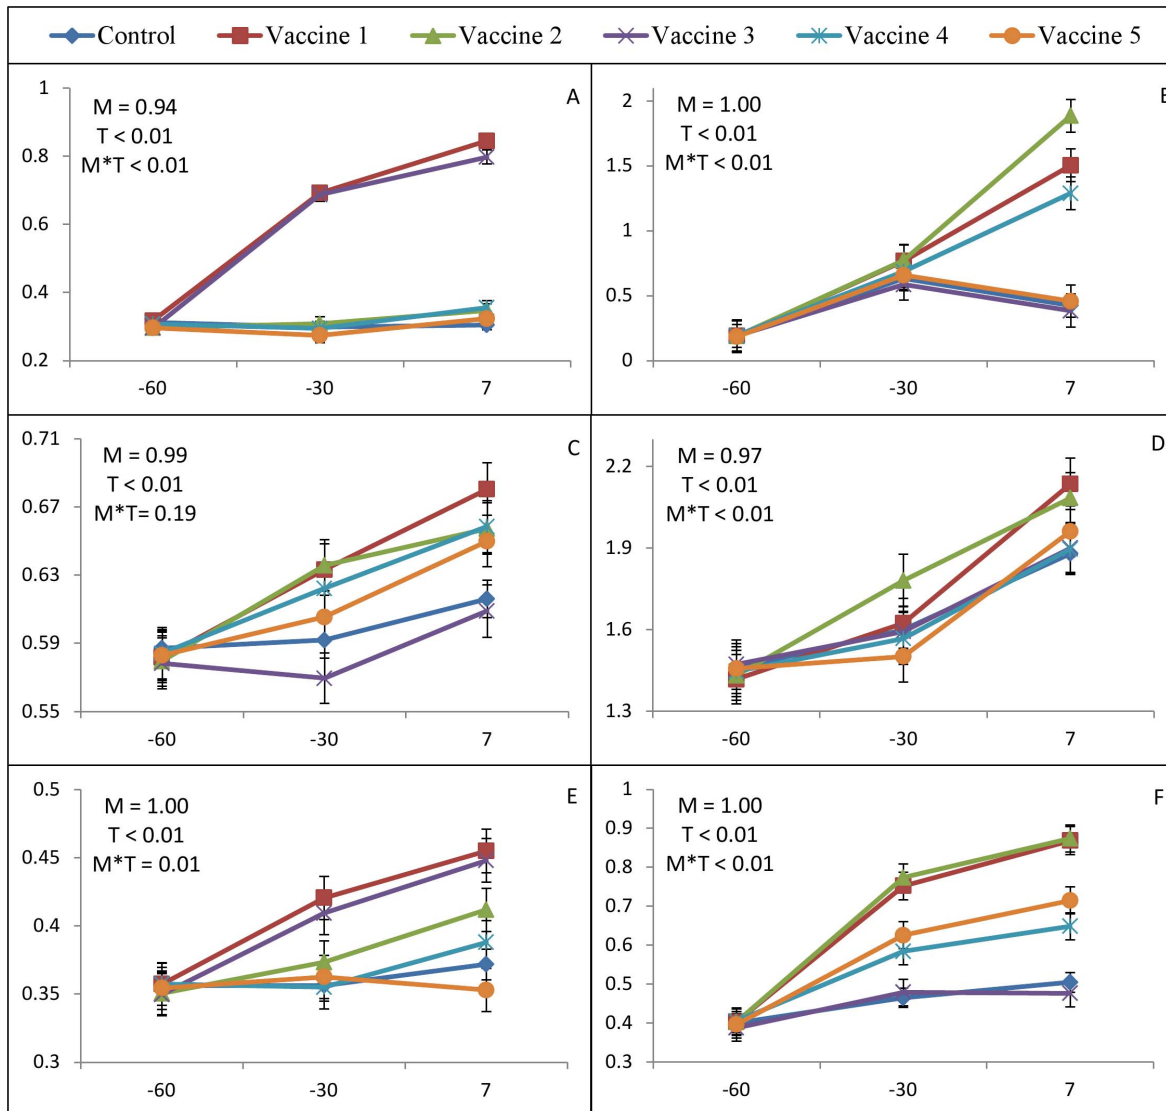 Control Vaccine 1 Vaccine 2 Vaccine 3 Vaccine 4 Vaccine 5
A
M = 0.94
T < 0.01
M*T < 0.01
1
0.8
0.6
0.4
0.2
-60 -30 7
M = 1.00
T < 0.01
M*T < 0.01
2
1.5
1
0.5
0
-60 -30 7
C
M = 0.99
T < 0.01
M*T= 0.19
0.71
0.67
0.63
0.59
0.55
-60 -30 7
D
M = 0.97
T < 0.01
M*T < 0.01
2.2
1.9
1.6
1.3
-60 -30 7
E
M = 1.00
T < 0.01
M*T = 0.01
0.5
0.45
0.4
0.35
0.3
-60 -30 7
F
M = 1.00
T < 0.01
M*T < 0.01
1
0.9
0.8
0.7
0.6
0.5
0.4
0.3
-60 -30 7